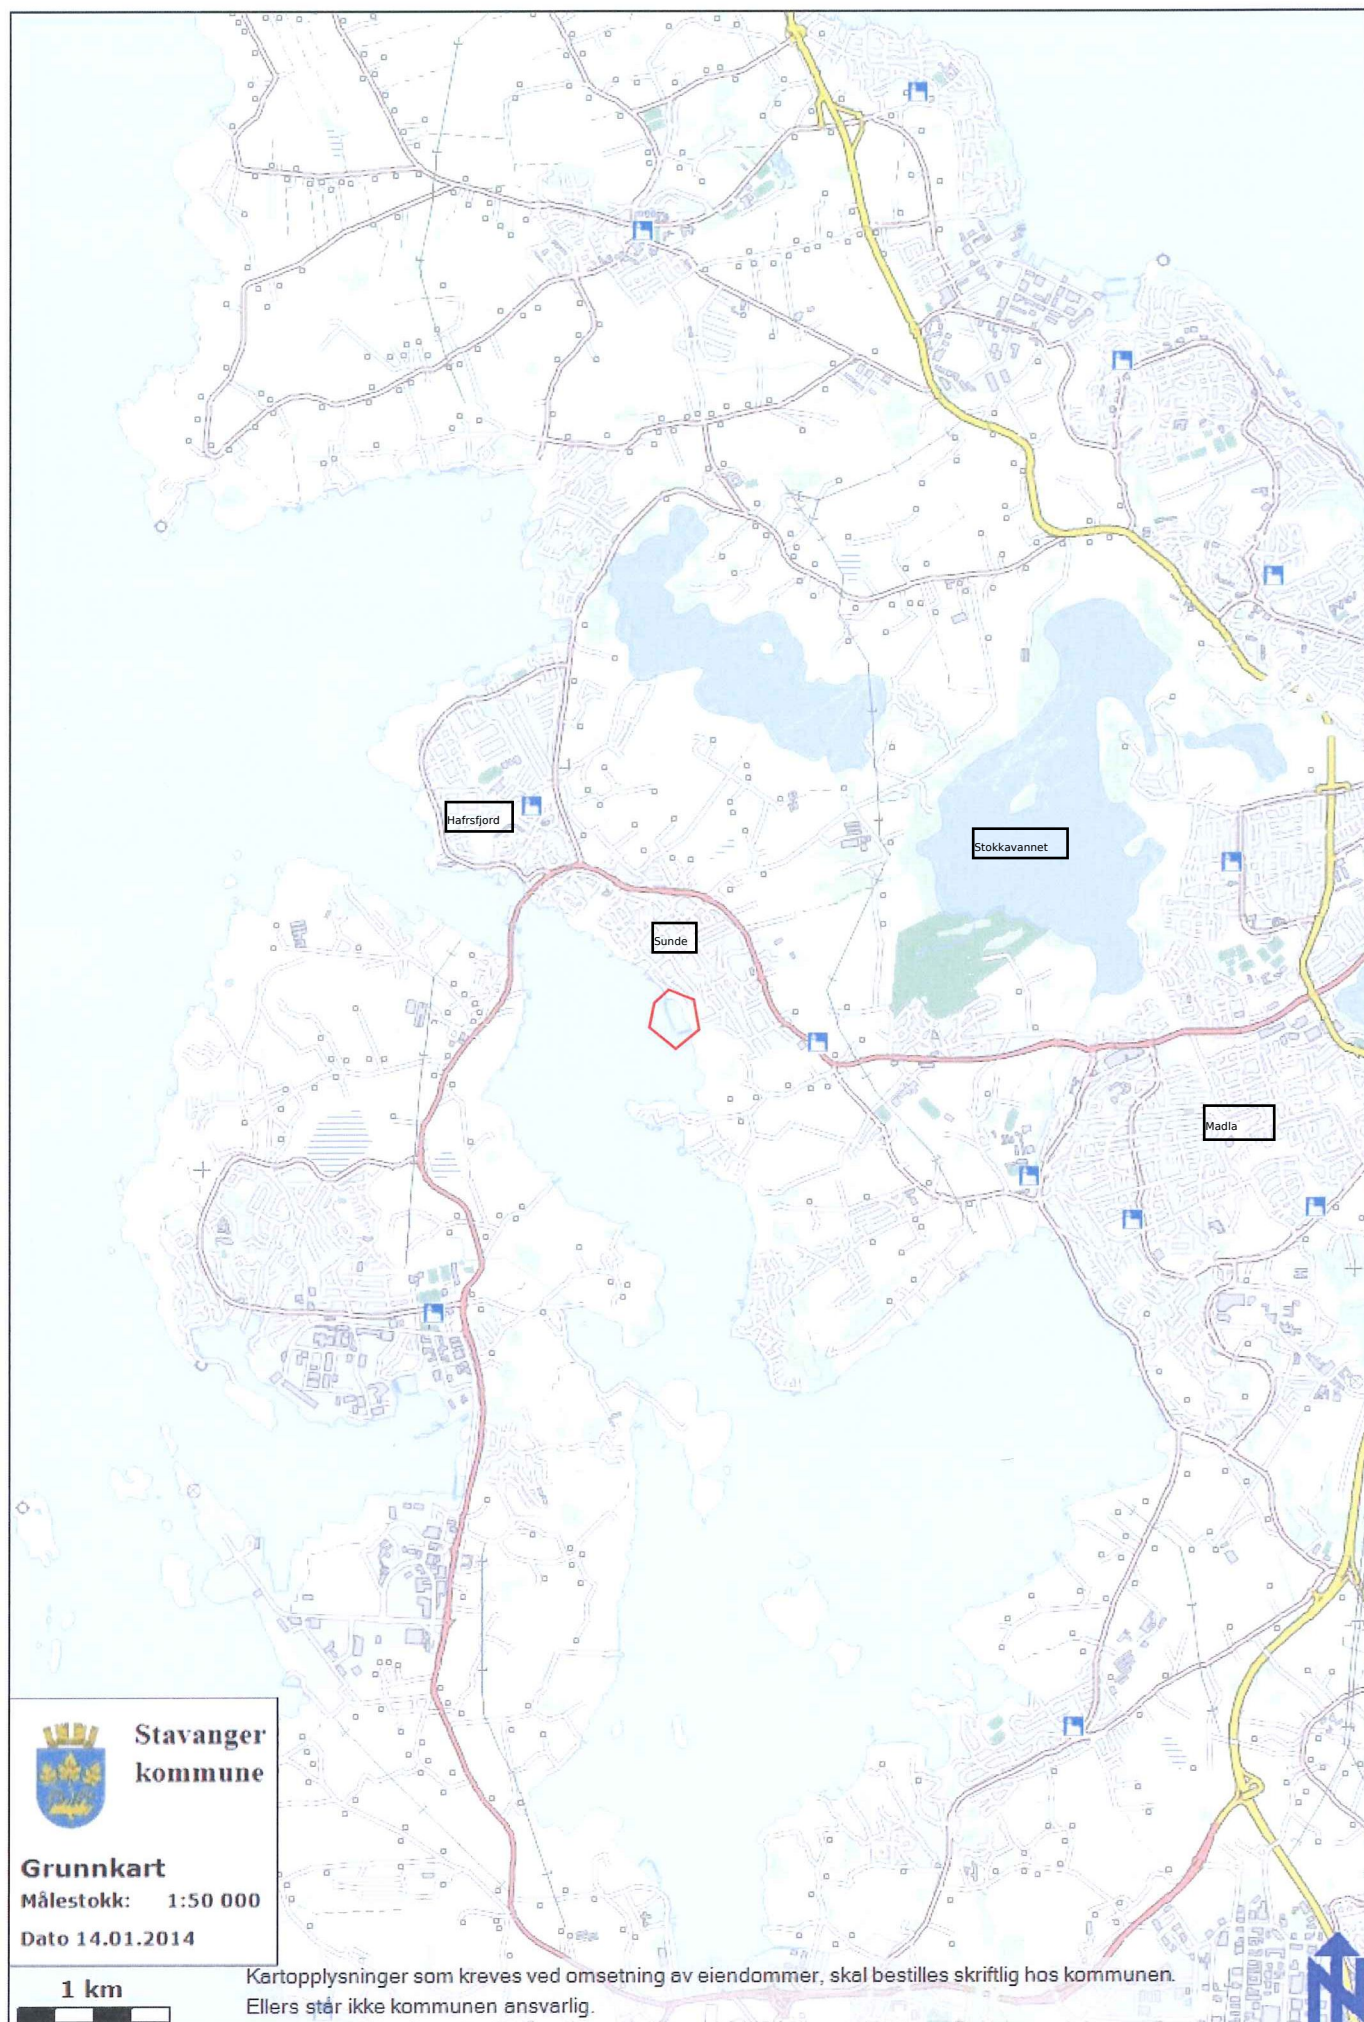 Hafrsfjord
Stokkavannet
Sunde
Madla
Stavanger
kommune
Grunnkart
Målestokk: 1:50 000
Dato 14.01.2014
1 km
Kartopplysninger som kreves ved omsetning av eiendommer, skal bestilles skriftlig hos kommunen.
Ellers står ikke kommunen ansvarlig.
N